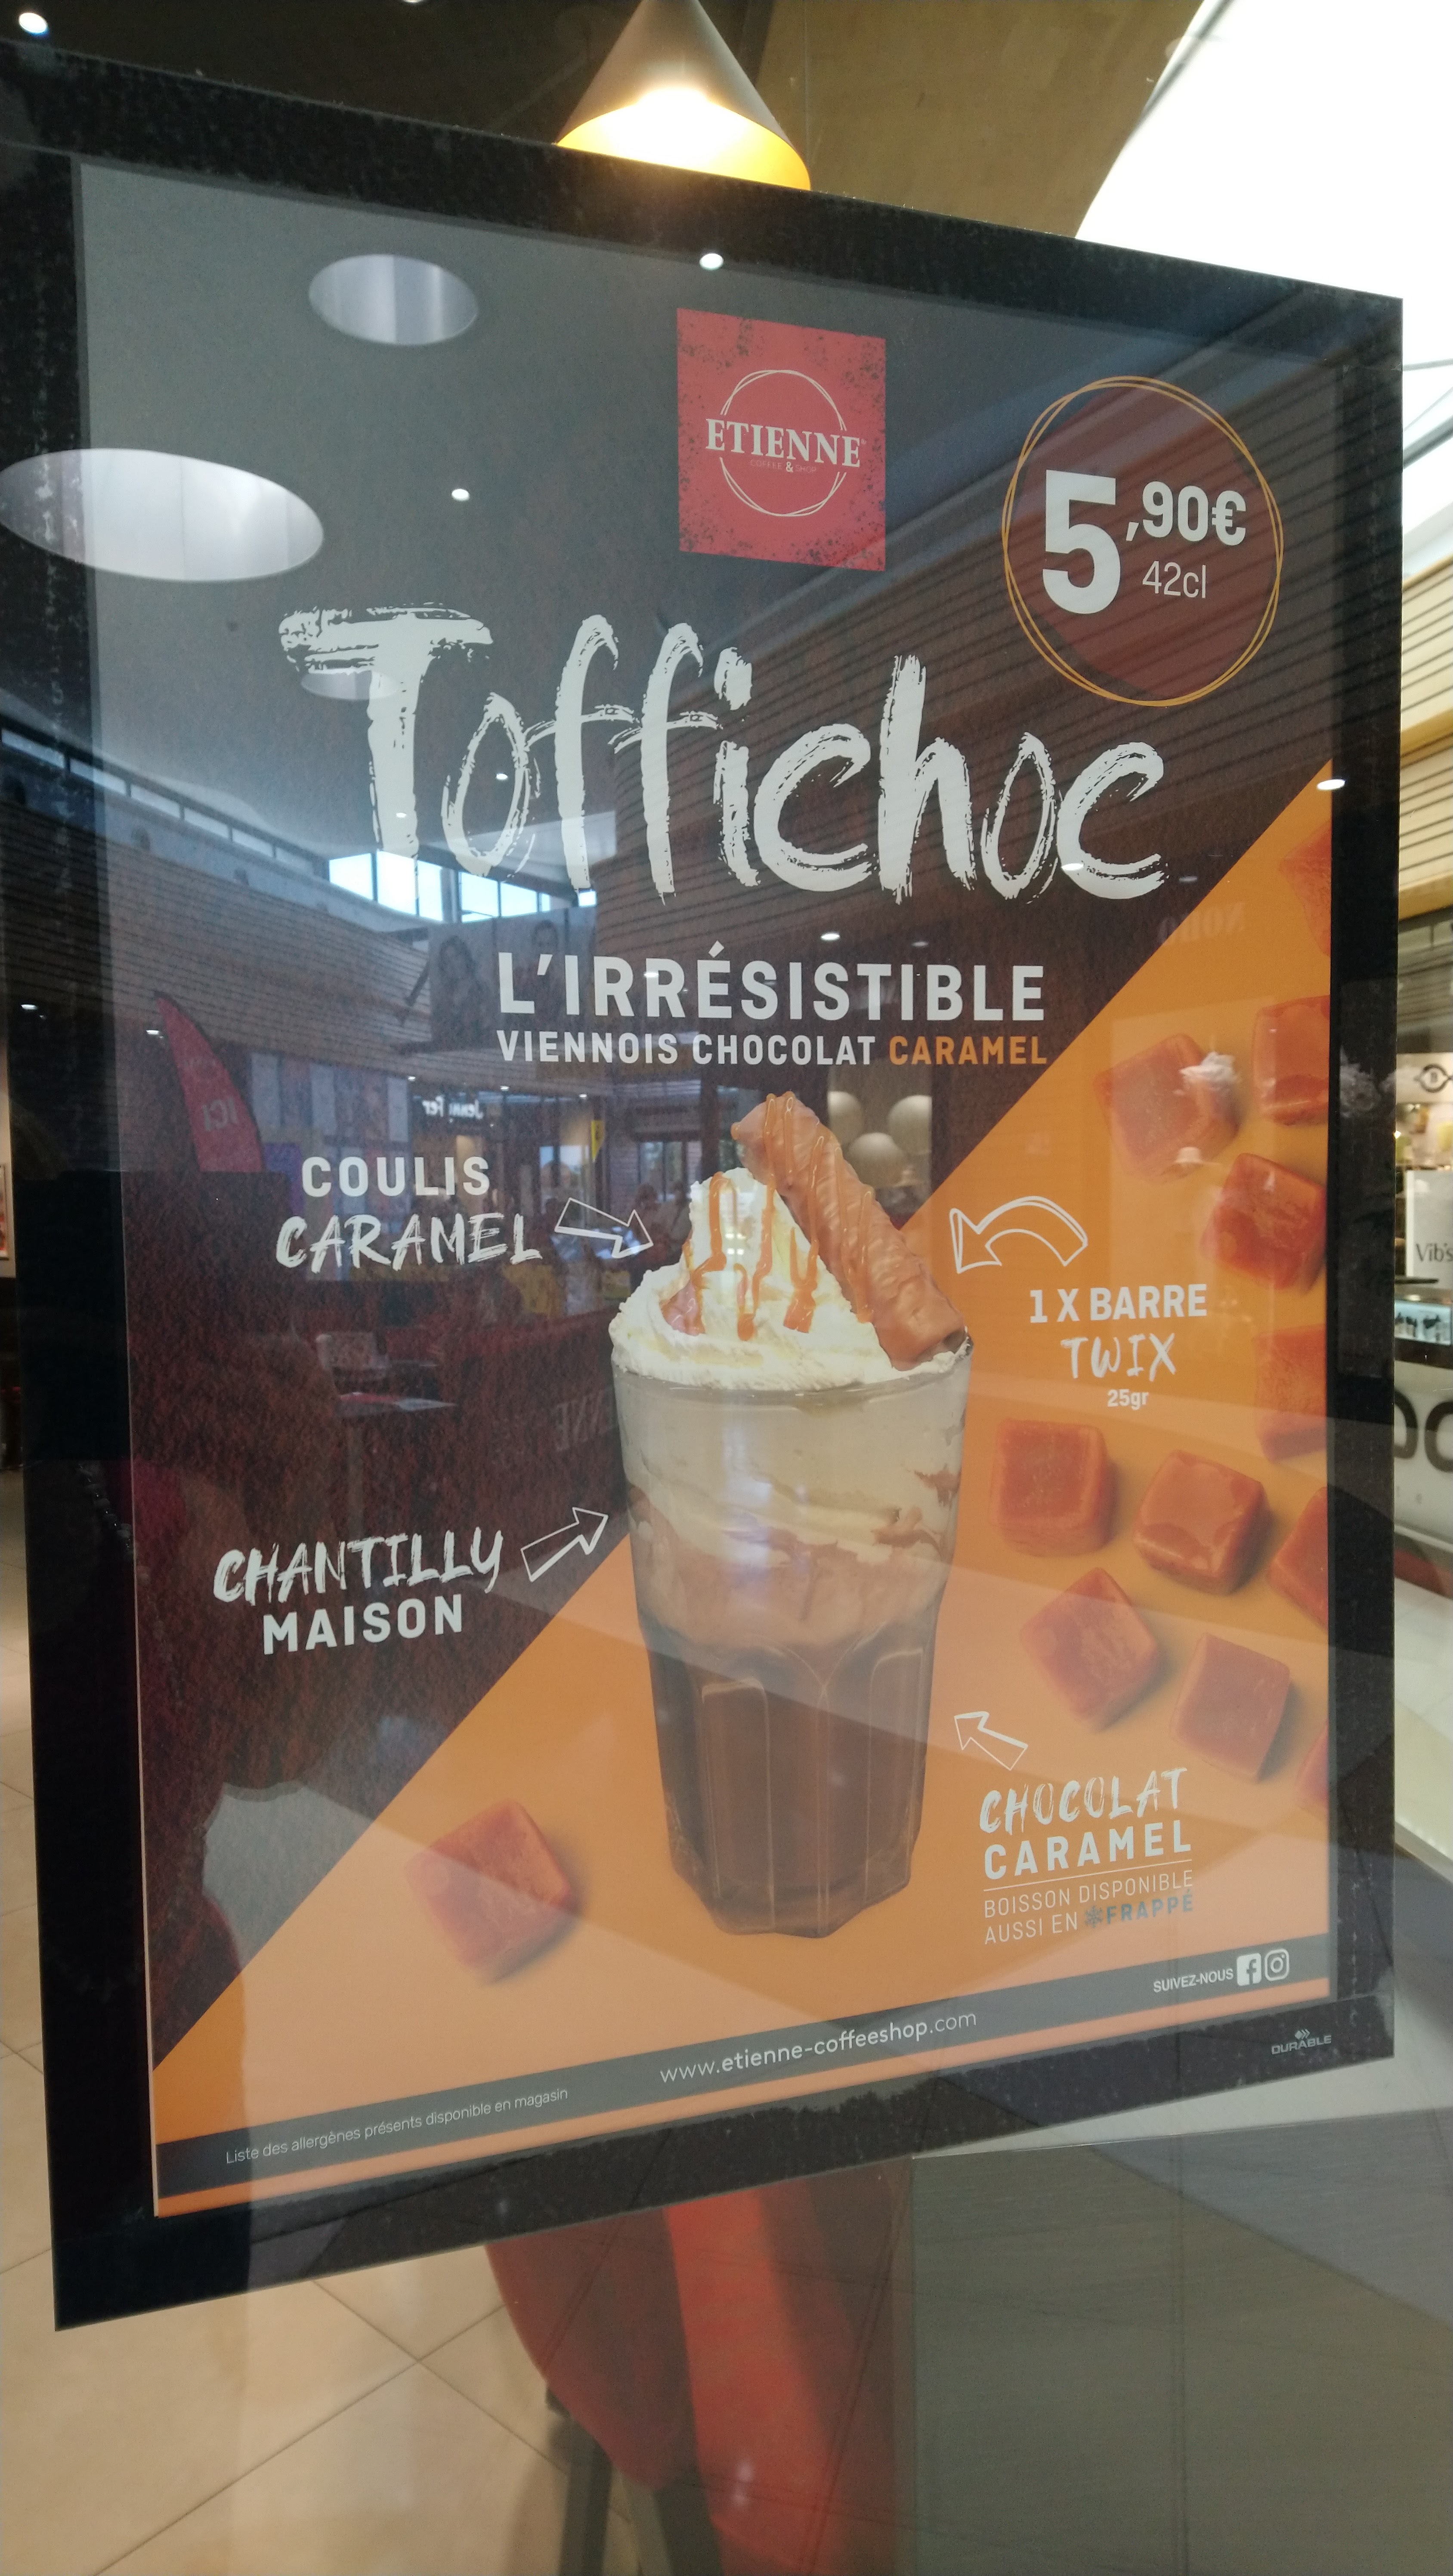 ETIENNE
COFFEE & SHOP
5,90€
42cl
Toffichoc
L'IRRÉSISTIBLE
VIENNOIS CHOCOLAT CARAMEL
COULIS
CARAMEL
1 X BARRE
TWIX
25gr
CHANTILLY
MAISON
CHOCOLAT
CARAMEL
BOISSON DISPONIBLE
AUSSI EN FRAPPÉ
SUIVEZ-NOUS
www.etienne-coffeeshop.com
Liste des allergènes présents disponible en magasin
DURABLE
Vib's
ICI